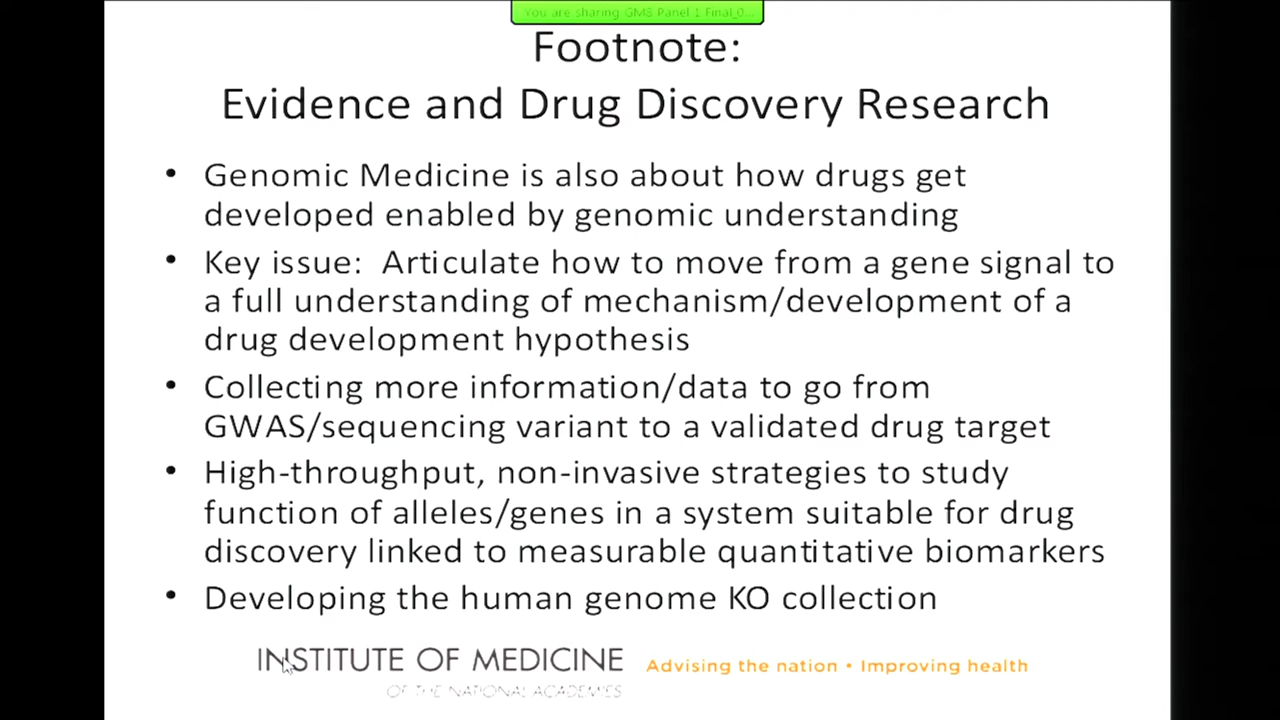 You are sharing GM8 Panel 1 Final_0...
Footnote:
Evidence and Drug Discovery Research
• Genomic Medicine is also about how drugs get
developed enabled by genomic understanding
• Key issue: Articulate how to move from a gene signal to
a full understanding of mechanism/development of a
drug development hypothesis
• Collecting more information/data to go from
GWAS/sequencing variant to a validated drug target
• High-throughput, non-invasive strategies to study
function of alleles/genes in a system suitable for drug
discovery linked to measurable quantitative biomarkers
• Developing the human genome KO collection
INSTITUTE OF MEDICINE
OF THE NATIONAL ACADEMIES
Advising the nation • Improving health